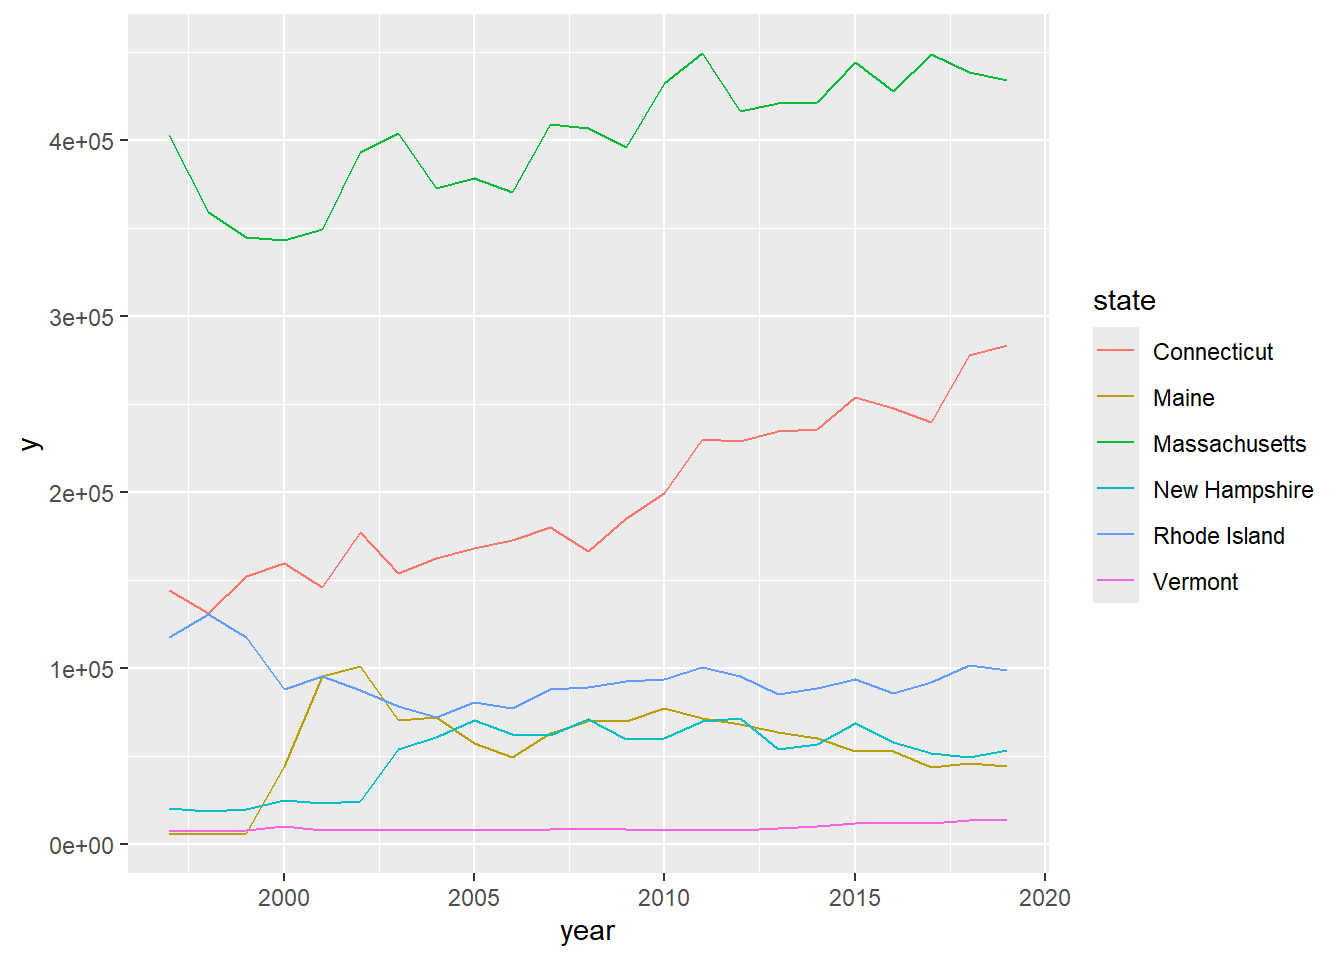 4e+05
3e+05
2e+05
1e+05
0e+00
y
2000 2005 2010 2015 2020
year
state
Connecticut
Maine
Massachusetts
New Hampshire
Rhode Island
Vermont